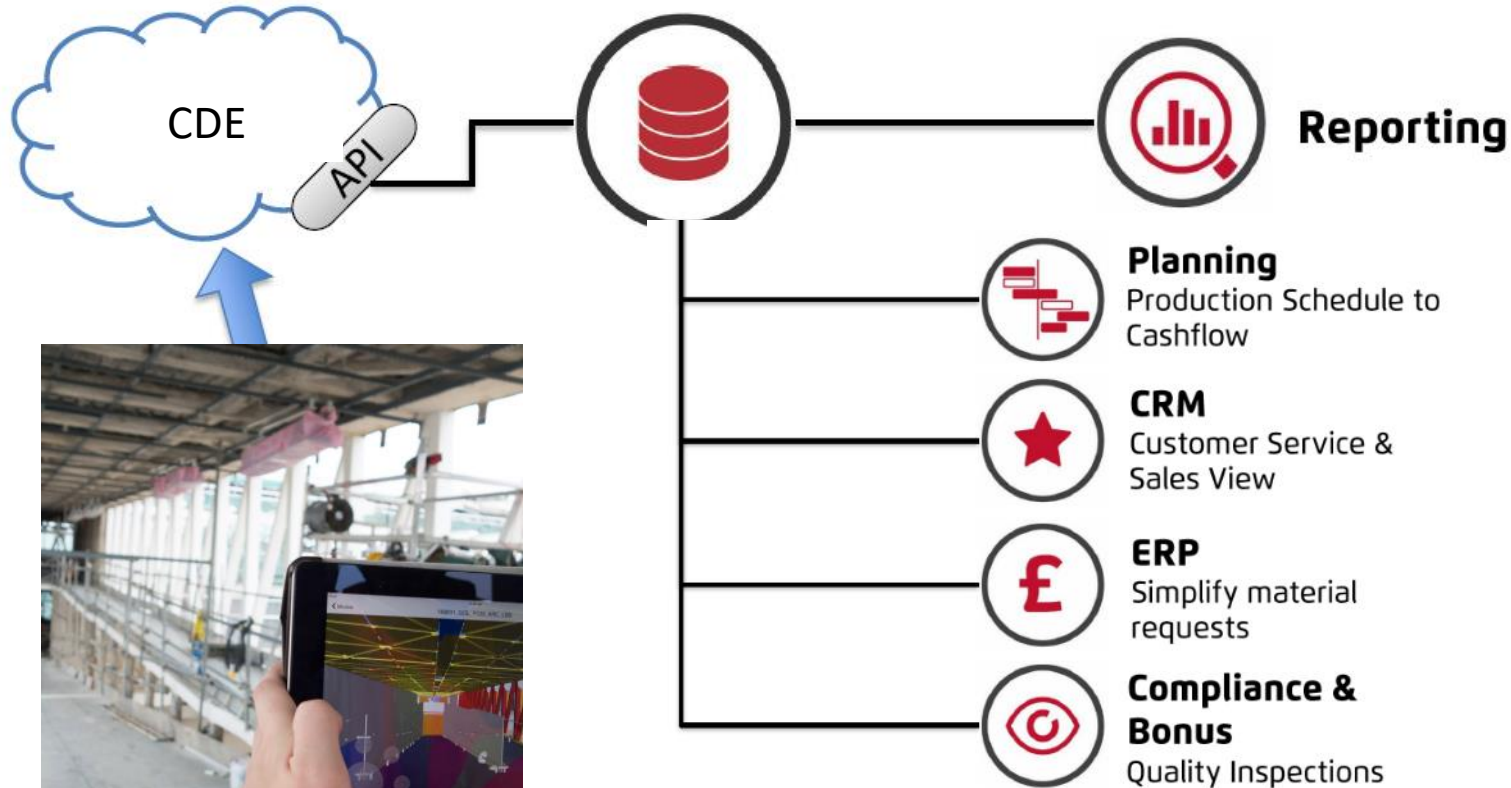 CDE
API
Reporting
Planning
Production Schedule to
Cashflow
CRM
Customer Service &
Sales View
£
ERP
Simplify material
requests
Compliance &
Bonus
Quality Inspections